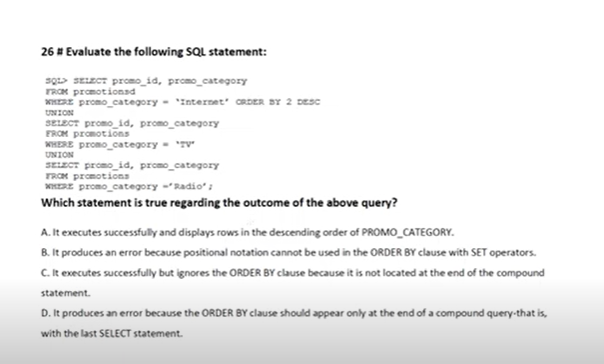 26 # Evaluate the following SQL statement:
SQL> SELECT promo_id, promo_category
FROM promotionsd
WHERE promo_category = 'Internet' ORDER BY 2 DESC
UNION
SELECT promo_id, promo_category
FROM promotions
WHERE promo_category = 'TV'
UNION
SELECT promo_id, promo_category
FROM promotions
WHERE promo_category ='Radio';
Which statement is true regarding the outcome of the above query?
A. It executes successfully and displays rows in the descending order of PROMO_CATEGORY.
B. It produces an error because positional notation cannot be used in the ORDER BY clause with SET operators.
C. It executes successfully but ignores the ORDER BY clause because it is not located at the end of the compound
statement.
D. It produces an error because the ORDER BY clause should appear only at the end of a compound query-that is,
with the last SELECT statement.